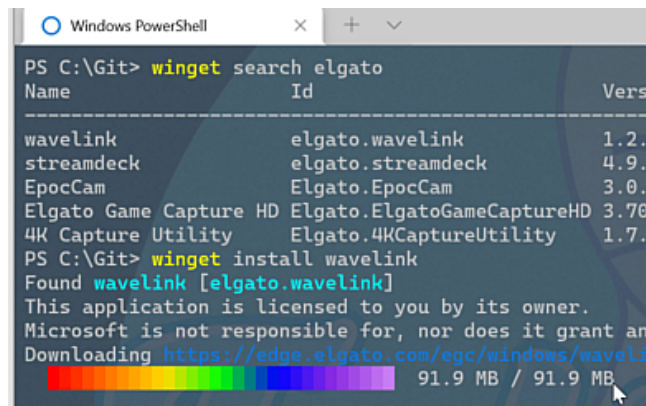 Windows PowerShell
PS C:\Git> winget search elgato
Name Id Vers
wavelink elgato.wavelink 1.2.
streamdeck elgato.streamdeck 4.9.
EpocCam Elgato.EpocCam 3.0.
Elgato Game Capture HD Elgato.ElgatoGameCaptureHD 3.70
4K Capture Utility Elgato.4KCaptureUtility 1.7.
PS C:\Git> winget install wavelink
Found wavelink [elgato.wavelink]
This application is licensed to you by its owner.
Microsoft is not responsible for, nor does it grant an
Downloading https://edge.elgato.com/egc/windows/waveli
91.9 MB / 91.9 MB